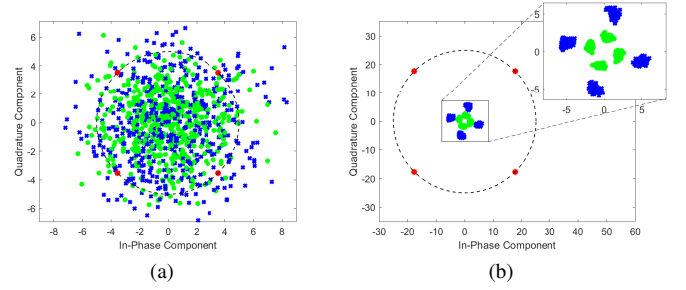 6
4
2
0
-2
-4
-6
Quadrature Component
-8 -6 -4 -2 0 2 4 6 8
In-Phase Component
(a)
30
20
10
0
-10
-20
-30
Quadrature Component
-30 -20 -10 0 10 20 30 40 50 60
In-Phase Component
5
0
-5
-5 0 5
(b)